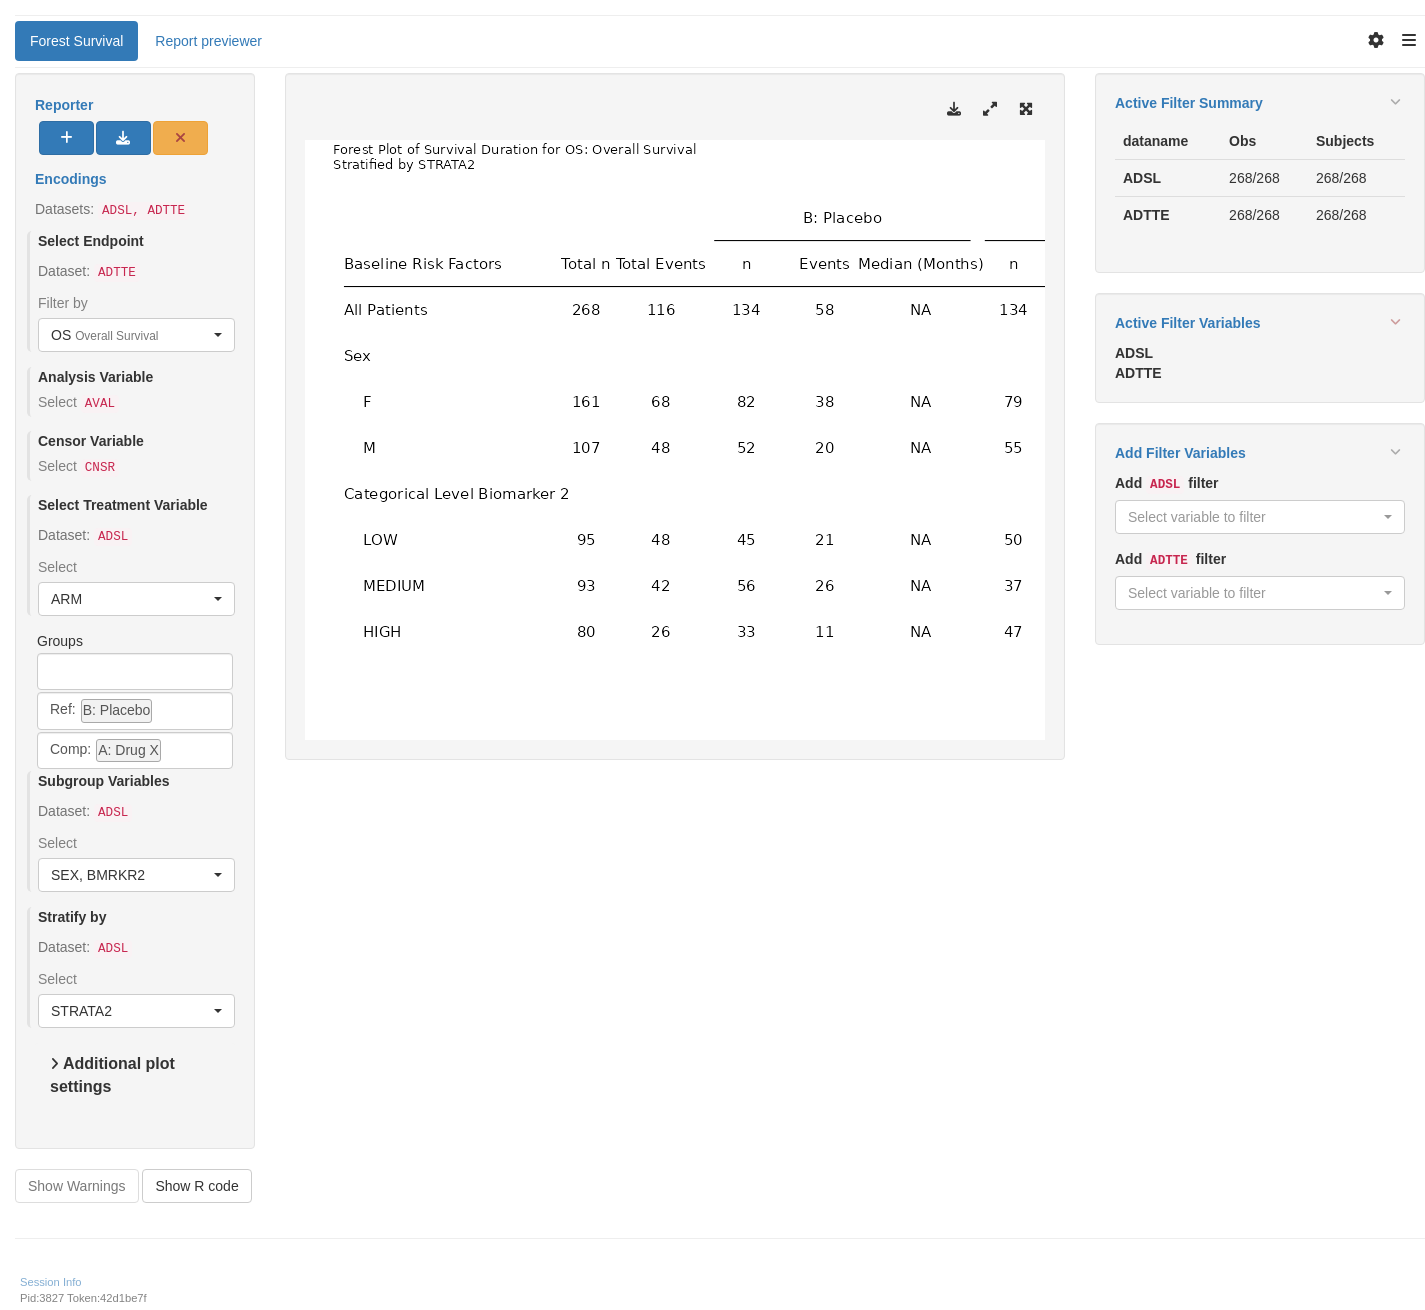 Forest Survival Report previewer
Reporter
Encodings
Datasets: ADSL, ADTTE
Select Endpoint
Dataset: ADTTE
Filter by
OS Overall Survival
Analysis Variable
Select AVAL
Censor Variable
Select CNSR
Select Treatment Variable
Dataset: ADSL
Select
ARM
Groups
Ref: B: Placebo
Comp: A: Drug X
Subgroup Variables
Dataset: ADSL
Select
SEX, BMRKR2
Stratify by
Dataset: ADSL
Select
STRATA2
Additional plot
settings
Show Warnings Show R code
Forest Plot of Survival Duration for OS: Overall Survival
Stratified by STRATA2
B: Placebo
Baseline Risk Factors Total n Total Events n Events Median (Months) n
All Patients 268 116 134 58 NA 134
Sex
F 161 68 82 38 NA 79
M 107 48 52 20 NA 55
Categorical Level Biomarker 2
LOW 95 48 45 21 NA 50
MEDIUM 93 42 56 26 NA 37
HIGH 80 26 33 11 NA 47
Active Filter Summary
dataname Obs Subjects
ADSL 268/268 268/268
ADTTE 268/268 268/268
Active Filter Variables
ADSL
ADTTE
Add Filter Variables
Add ADSL filter
Select variable to filter
Add ADTTE filter
Select variable to filter
Session Info
Pid:3827 Token:42d1be7f